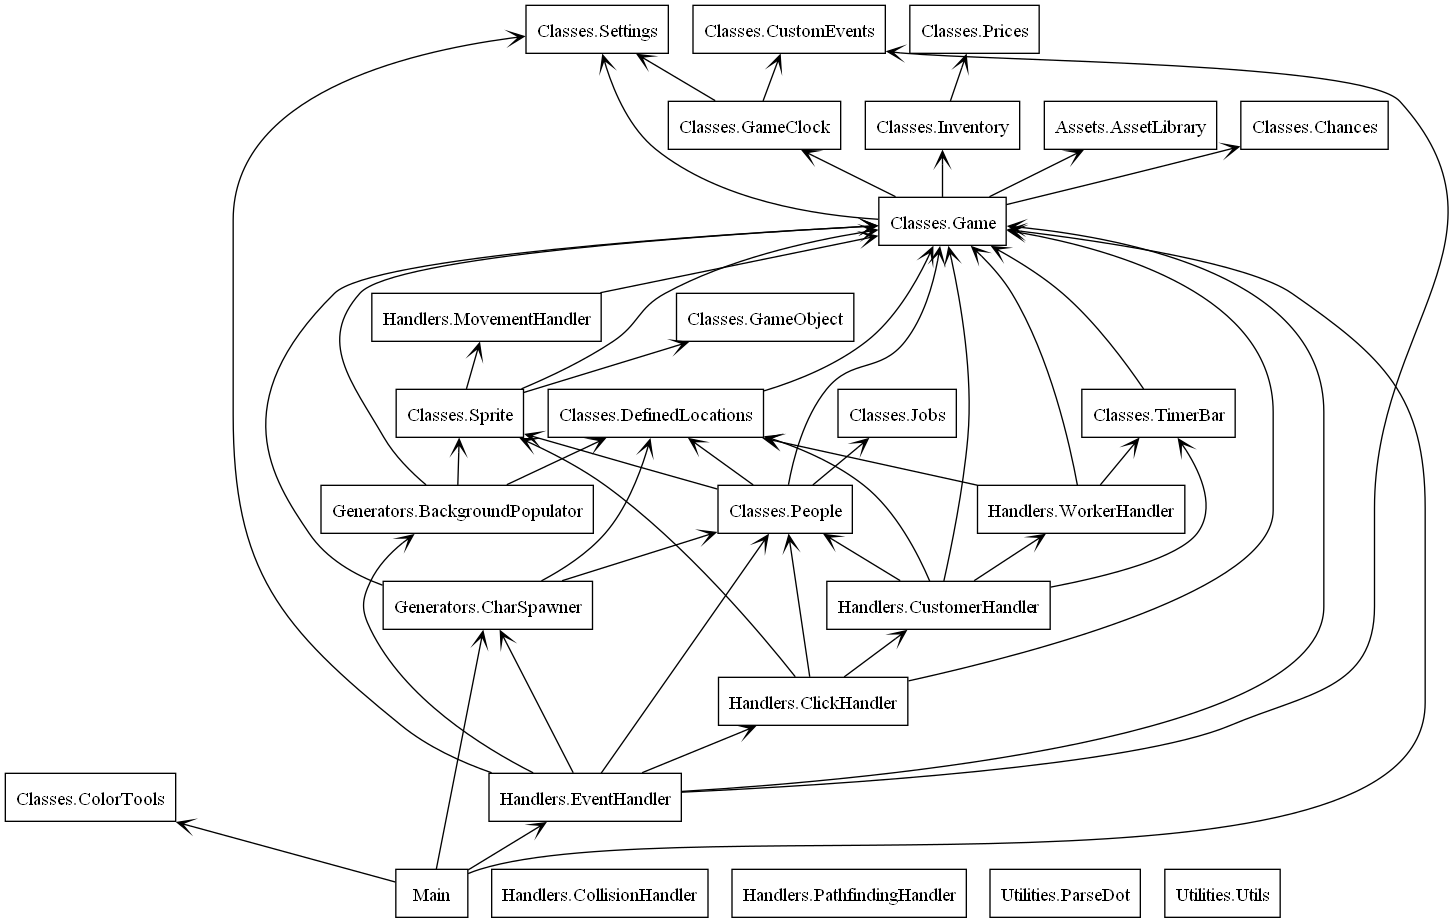 Classes.Settings
Classes.CustomEvents
Classes.Prices
Classes.GameClock
Classes.Inventory
Assets.AssetLibrary
Classes.Chances
Classes.Game
Handlers.MovementHandler
Classes.GameObject
Classes.Sprite
Classes.DefinedLocations
Classes.Jobs
Classes.TimerBar
Generators.BackgroundPopulator
Classes.People
Handlers.WorkerHandler
Generators.CharSpawner
Handlers.CustomerHandler
Handlers.ClickHandler
Classes.ColorTools
Handlers.EventHandler
Main
Handlers.CollisionHandler
Handlers.PathfindingHandler
Utilities.ParseDot
Utilities.Utils